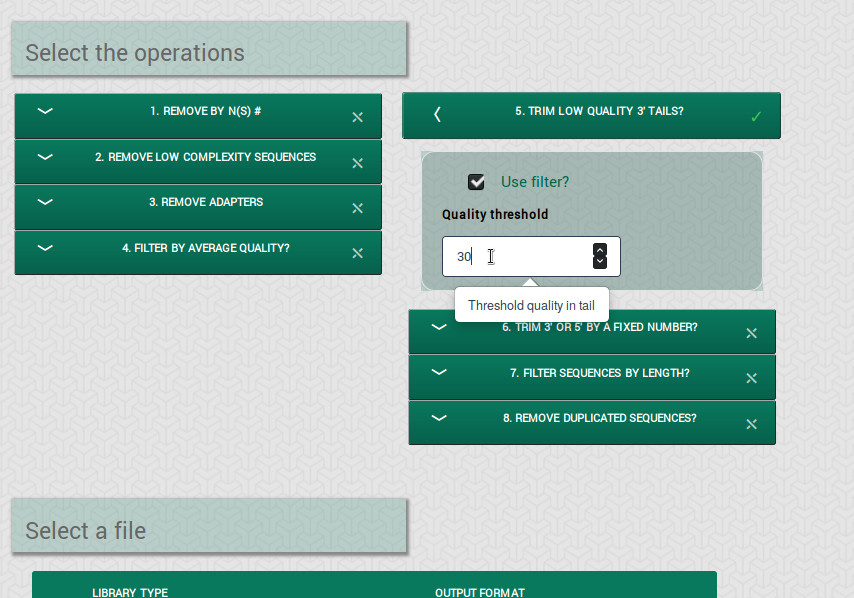 Select the operations
1. REMOVE BY N(S) #
2. REMOVE LOW COMPLEXITY SEQUENCES
3. REMOVE ADAPTERS
4. FILTER BY AVERAGE QUALITY?
5. TRIM LOW QUALITY 3' TAILS?
Use filter?
Quality threshold
30
Threshold quality in tail
6. TRIM 3' OR 5' BY A FIXED NUMBER?
7. FILTER SEQUENCES BY LENGTH?
8. REMOVE DUPLICATED SEQUENCES?
Select a file
LIBRARY TYPE
OUTPUT FORMAT